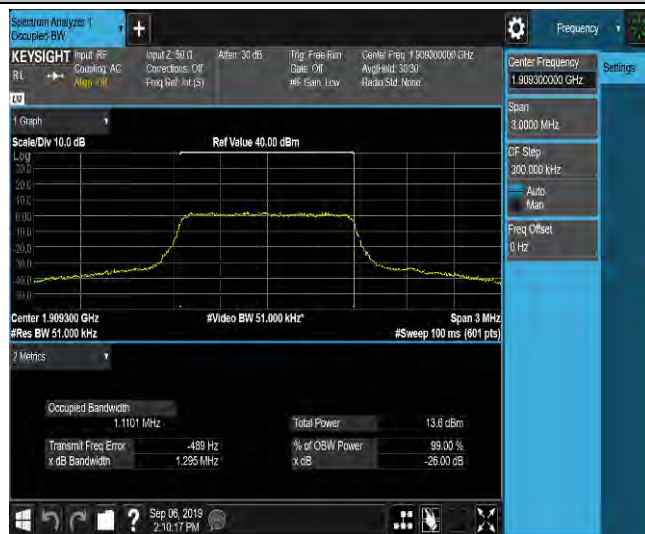 Spectrum Analyzer 1
Occupied BW
+
Frequency
KEYSIGHT
Input: RF
Coupling: AC
Align: Off
Input Z: 50 Ω
Corrections: Off
Freq Ref: Int (S)
Atten: 30 dB
Trig: Free Run
Gate: Off
#IF Gain: Low
Center Freq: 1.909300000 GHz
Avg|Hold: 30/30
Radio Std: None
RL
LXI
Center Frequency
1.909300000 GHz
Settings
Span
3.0000 MHz
CF Step
300.000 kHz
Auto
Man
Freq Offset
0 Hz
1 Graph
Scale/Div 10.0 dB
Ref Value 40.00 dBm
Log
30.0
20.0
10.0
0.00
-10.0
-20.0
-30.0
-40.0
-50.0
Center 1.909300 GHz
#Video BW 51.000 kHz*
Span 3 MHz
#Res BW 51.000 kHz
#Sweep 100 ms (601 pts)
2 Metrics
Occupied Bandwidth
1.1101 MHz
Total Power
13.6 dBm
Transmit Freq Error
-489 Hz
% of OBW Power
99.00 %
x dB Bandwidth
1.295 MHz
x dB
-26.00 dB
?
Sep 06, 2019
2:10:17 PM